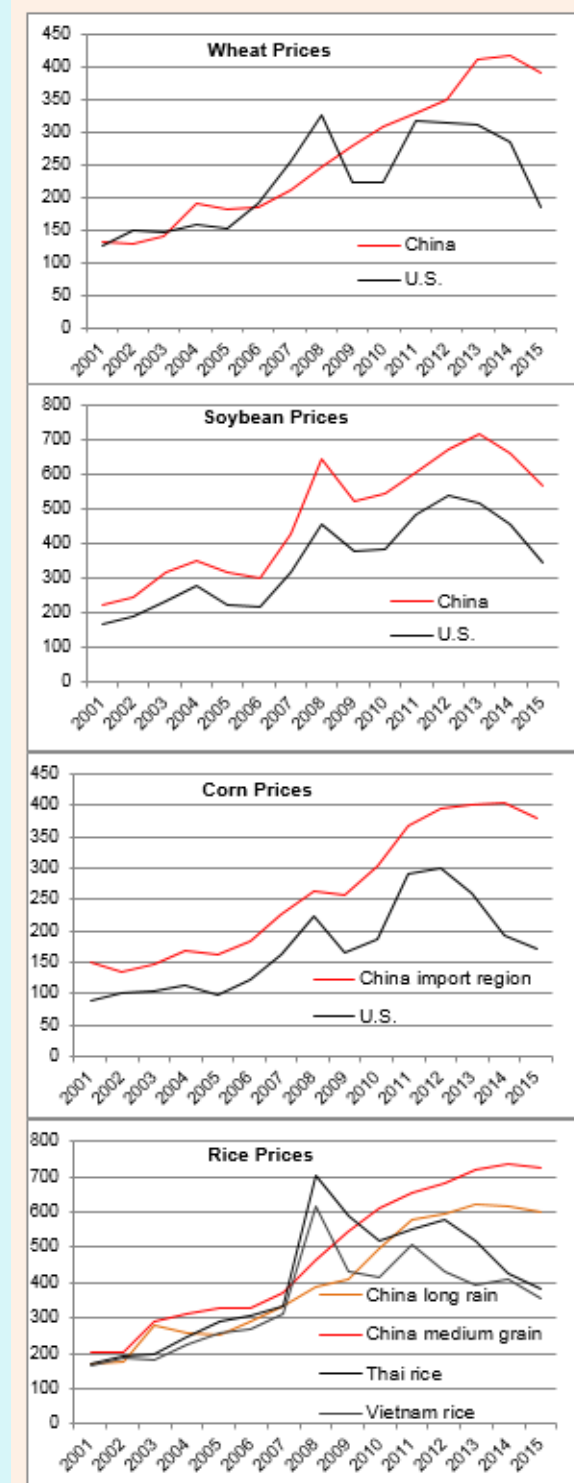 Wheat Prices
450
400
350
300
250
200
150
100
50
0
China
U.S.
2001 2002 2003 2004 2005 2006 2007 2008 2009 2010 2011 2012 2013 2014 2015
Soybean Prices
800
700
600
500
400
300
200
100
0
China
U.S.
2001 2002 2003 2004 2005 2006 2007 2008 2009 2010 2011 2012 2013 2014 2015
Corn Prices
450
400
350
300
250
200
150
100
50
0
China import region
U.S.
2001 2002 2003 2004 2005 2006 2007 2008 2009 2010 2011 2012 2013 2014 2015
Rice Prices
800
700
600
500
400
300
200
100
0
China long rain
China medium grain
Thai rice
Vietnam rice
2001 2002 2003 2004 2005 2006 2007 2008 2009 2010 2011 2012 2013 2014 2015